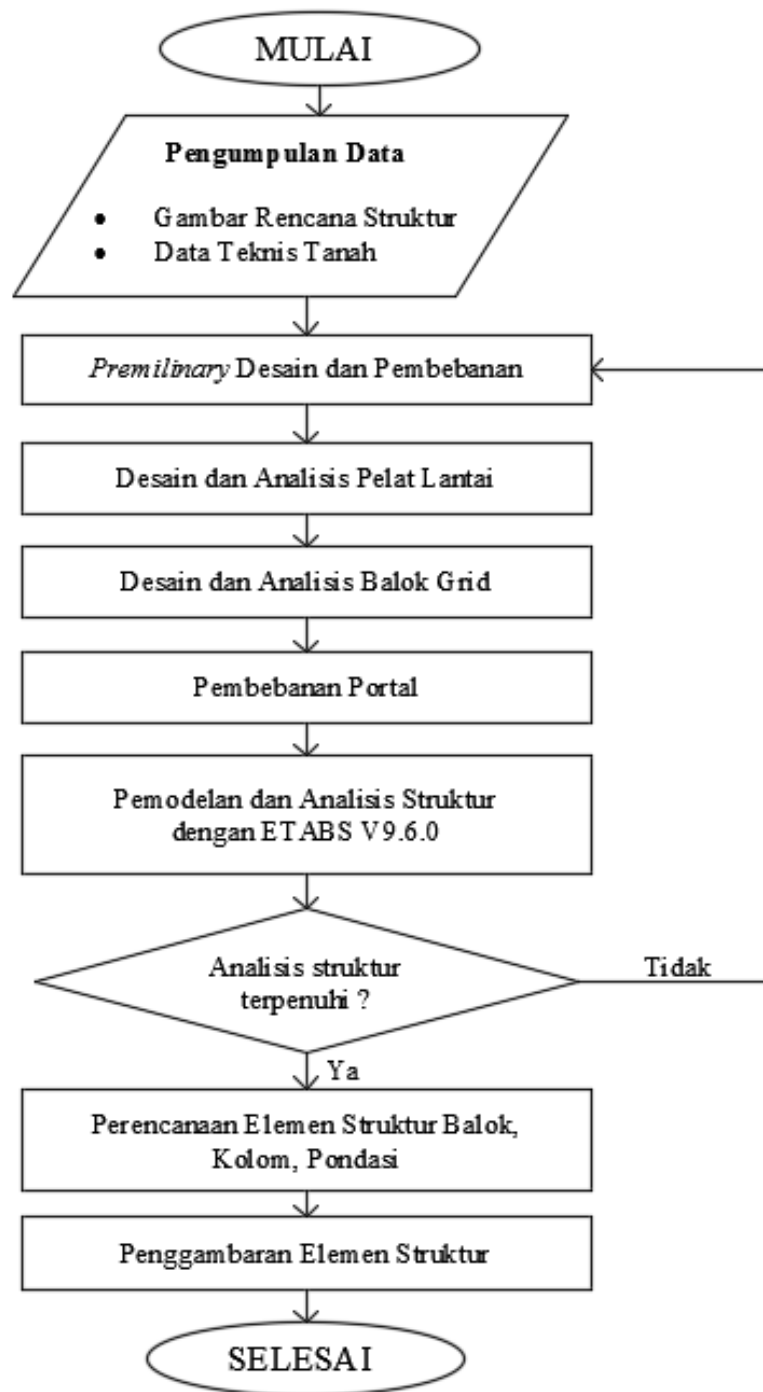 MULAI
Pengumpulan Data
• Gambar Rencana Struktur
• Data Teknis Tanah
Premilinary Desain dan Pembebanan
Desain dan Analisis Pelat Lantai
Desain dan Analisis Balok Grid
Pembebanan Portal
Pemodelan dan Analisis Struktur
dengan ETABS V9.6.0
Analisis struktur
terpenuhi ?
Tidak
Ya
Perencanaan Elemen Struktur Balok,
Kolom, Pondasi
Penggambaran Elemen Struktur
SELESAI